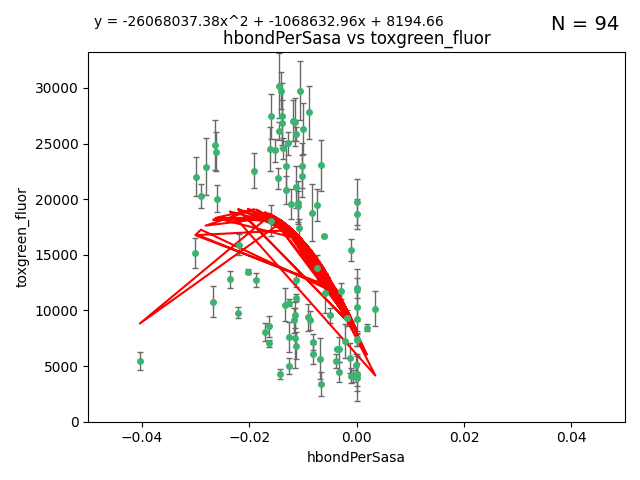 y = -26068037.38x^2 + -1068632.96x + 8194.66
N = 94
hbondPerSasa vs toxgreen_fluor
30000
25000
20000
15000
10000
5000
0
toxgreen_fluor
−0.04
−0.02
0.00
0.02
0.04
hbondPerSasa